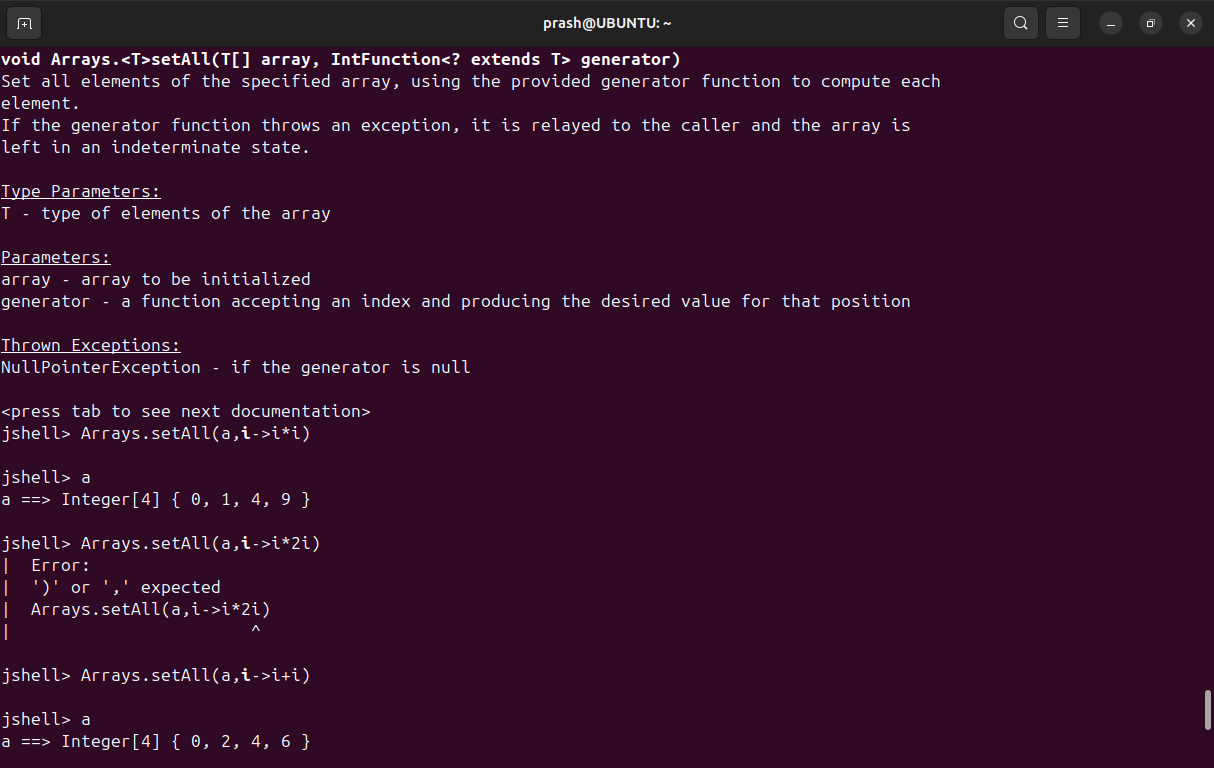 prash@UBUNTU: ~
void Arrays.<T>setAll(T[] array, IntFunction<? extends T> generator)
Set all elements of the specified array, using the provided generator function to compute each
element.
If the generator function throws an exception, it is relayed to the caller and the array is
left in an indeterminate state.
Type Parameters:
T - type of elements of the array
Parameters:
array - array to be initialized
generator - a function accepting an index and producing the desired value for that position
Thrown Exceptions:
NullPointerException - if the generator is null
<press tab to see next documentation>
jshell> Arrays.setAll(a,i->i*i)
jshell> a
a ==> Integer[4] { 0, 1, 4, 9 }
jshell> Arrays.setAll(a,i->i*2i)
|  Error:
|  ')' or ',' expected
|  Arrays.setAll(a,i->i*2i)
|                        ^
jshell> Arrays.setAll(a,i->i+i)
jshell> a
a ==> Integer[4] { 0, 2, 4, 6 }